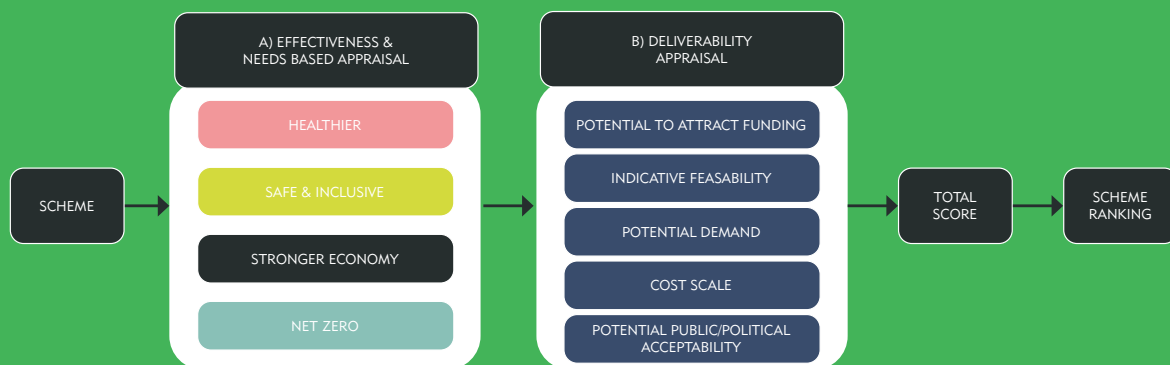 SCHEME
A) EFFECTIVENESS &
NEEDS BASED APPRAISAL
HEALTHIER
SAFE & INCLUSIVE
STRONGER ECONOMY
NET ZERO
B) DELIVERABILITY
APPRAISAL
POTENTIAL TO ATTRACT FUNDING
INDICATIVE FEASABILITY
POTENTIAL DEMAND
COST SCALE
POTENTIAL PUBLIC/POLITICAL
ACCEPTABILITY
TOTAL
SCORE
SCHEME
RANKING